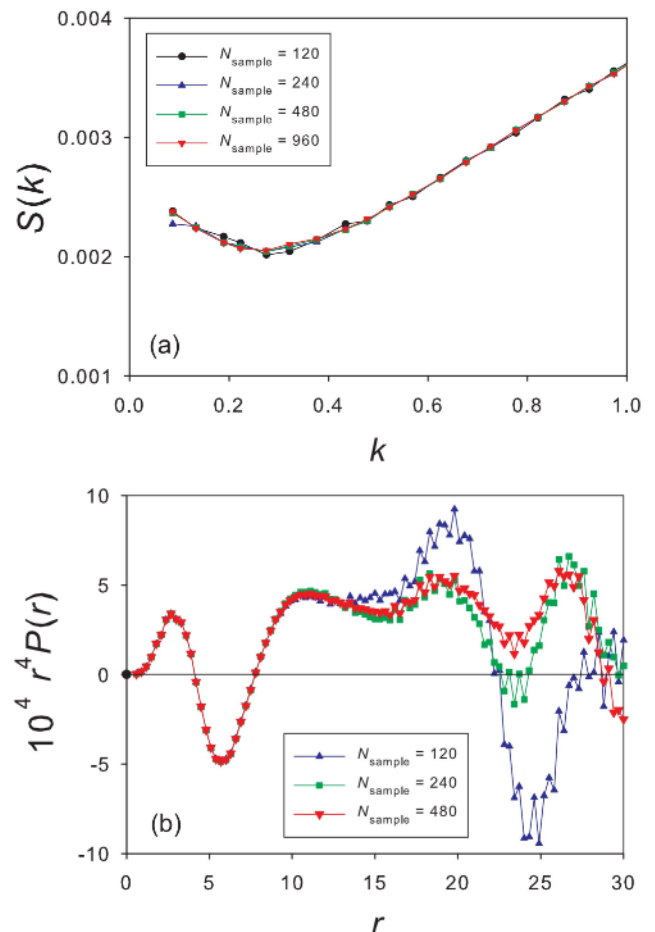 0.004
N_sample = 120
N_sample = 240
N_sample = 480
N_sample = 960
0.003
S(k)
0.002
(a)
0.001
0.0 0.2 0.4 0.6 0.8 1.0
k
10
5
10^4 r^4 P(r)
0
N_sample = 120
N_sample = 240
N_sample = 480
-5
(b)
-10
0 5 10 15 20 25 30
r